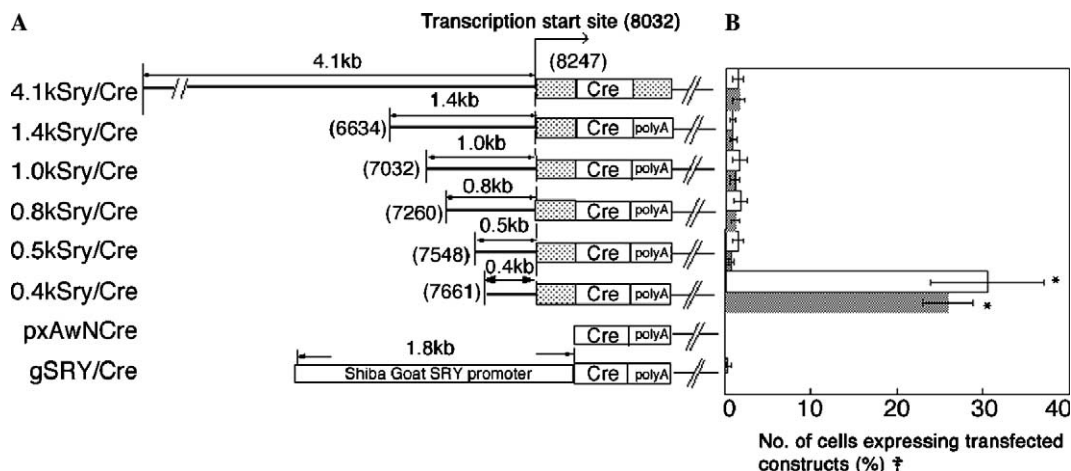 A
B
Transcription start site (8032)
4.1kb
(8247)
4.1kSry/Cre
Cre
1.4kb
1.4kSry/Cre
(6634)
Cre
polyA
1.0kb
1.0kSry/Cre
(7032)
Cre
polyA
0.8kb
0.8kSry/Cre
(7260)
Cre
polyA
0.5kb
0.5kSry/Cre
(7548)
Cre
polyA
0.4kb
0.4kSry/Cre
(7661)
Cre
polyA
*
*
pxAwNCre
Cre
polyA
1.8kb
gSRY/Cre
Shiba Goat SRY promoter
Cre
polyA
0 10 20 30 40
No. of cells expressing transfected
constructs (%) ‡